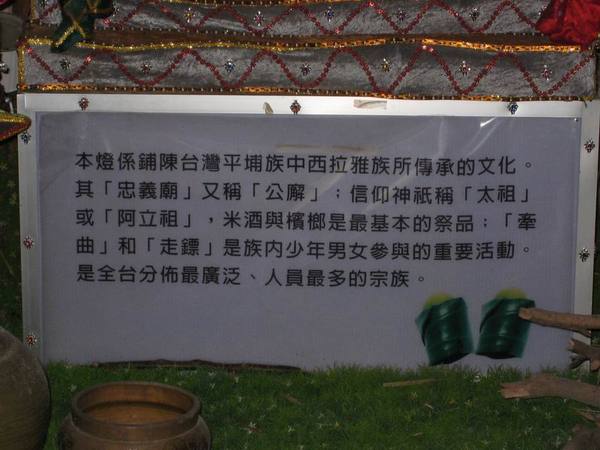 本燈係鋪陳台灣平埔族中西拉雅族所傳承的文化。
其「忠義廟」又稱「公廨」；信仰神祇稱「太祖」
或「阿立祖」，米酒與檳榔是最基本的祭品；「牽
曲」和「走鏢」是族內少年男女參與的重要活動。
是全台分佈最廣泛、人員最多的宗族。